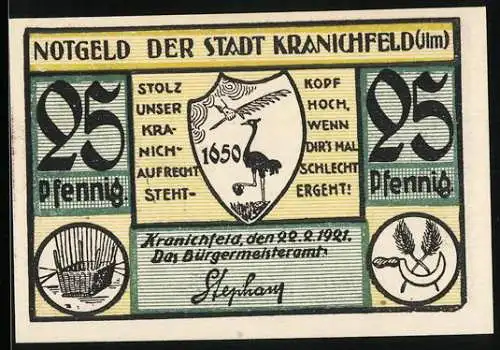 NOTGELD DER STADT KRANICHFELD (Ilm)
25
Pfennig.
STOLZ
UNSER
KRA-
NICH-
AUFRECHT
STEHT-
1650
KOPF
HOCH,
WENN
DIR'S MAL
SCHLECHT
ERGEHT!
25
Pfennig.
Kranichfeld, den 22.2.1921.
Das Bürgermeisteramt.
Stephany